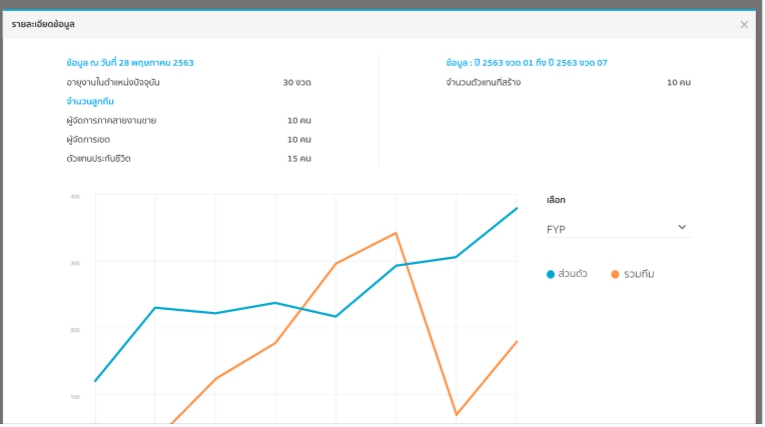 รายละเอียดข้อมูล
ข้อมูล ณ วันที่ 28 พฤษภาคม 2563
อายุงานในตำแหน่งปัจจุบัน 30 งวด
จำนวนลูกทีม
ผู้จัดการภาคสายงานขาย 10 คน
ผู้จัดการเขต 10 คน
ตัวแทนประกันชีวิต 15 คน
ข้อมูล : ปี 2563 งวด 01 ถึง ปี 2563 งวด 07
จำนวนตัวแทนที่สร้าง 10 คน
400
300
200
100
เลือก
FYP
ส่วนตัว
รวมทีม